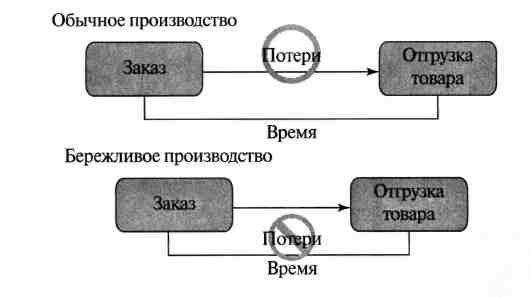 Обычное производство
Заказ
Потери
Отгрузка
товара
Время
Бережливое производство
Заказ
Отгрузка
товара
Потери
Время